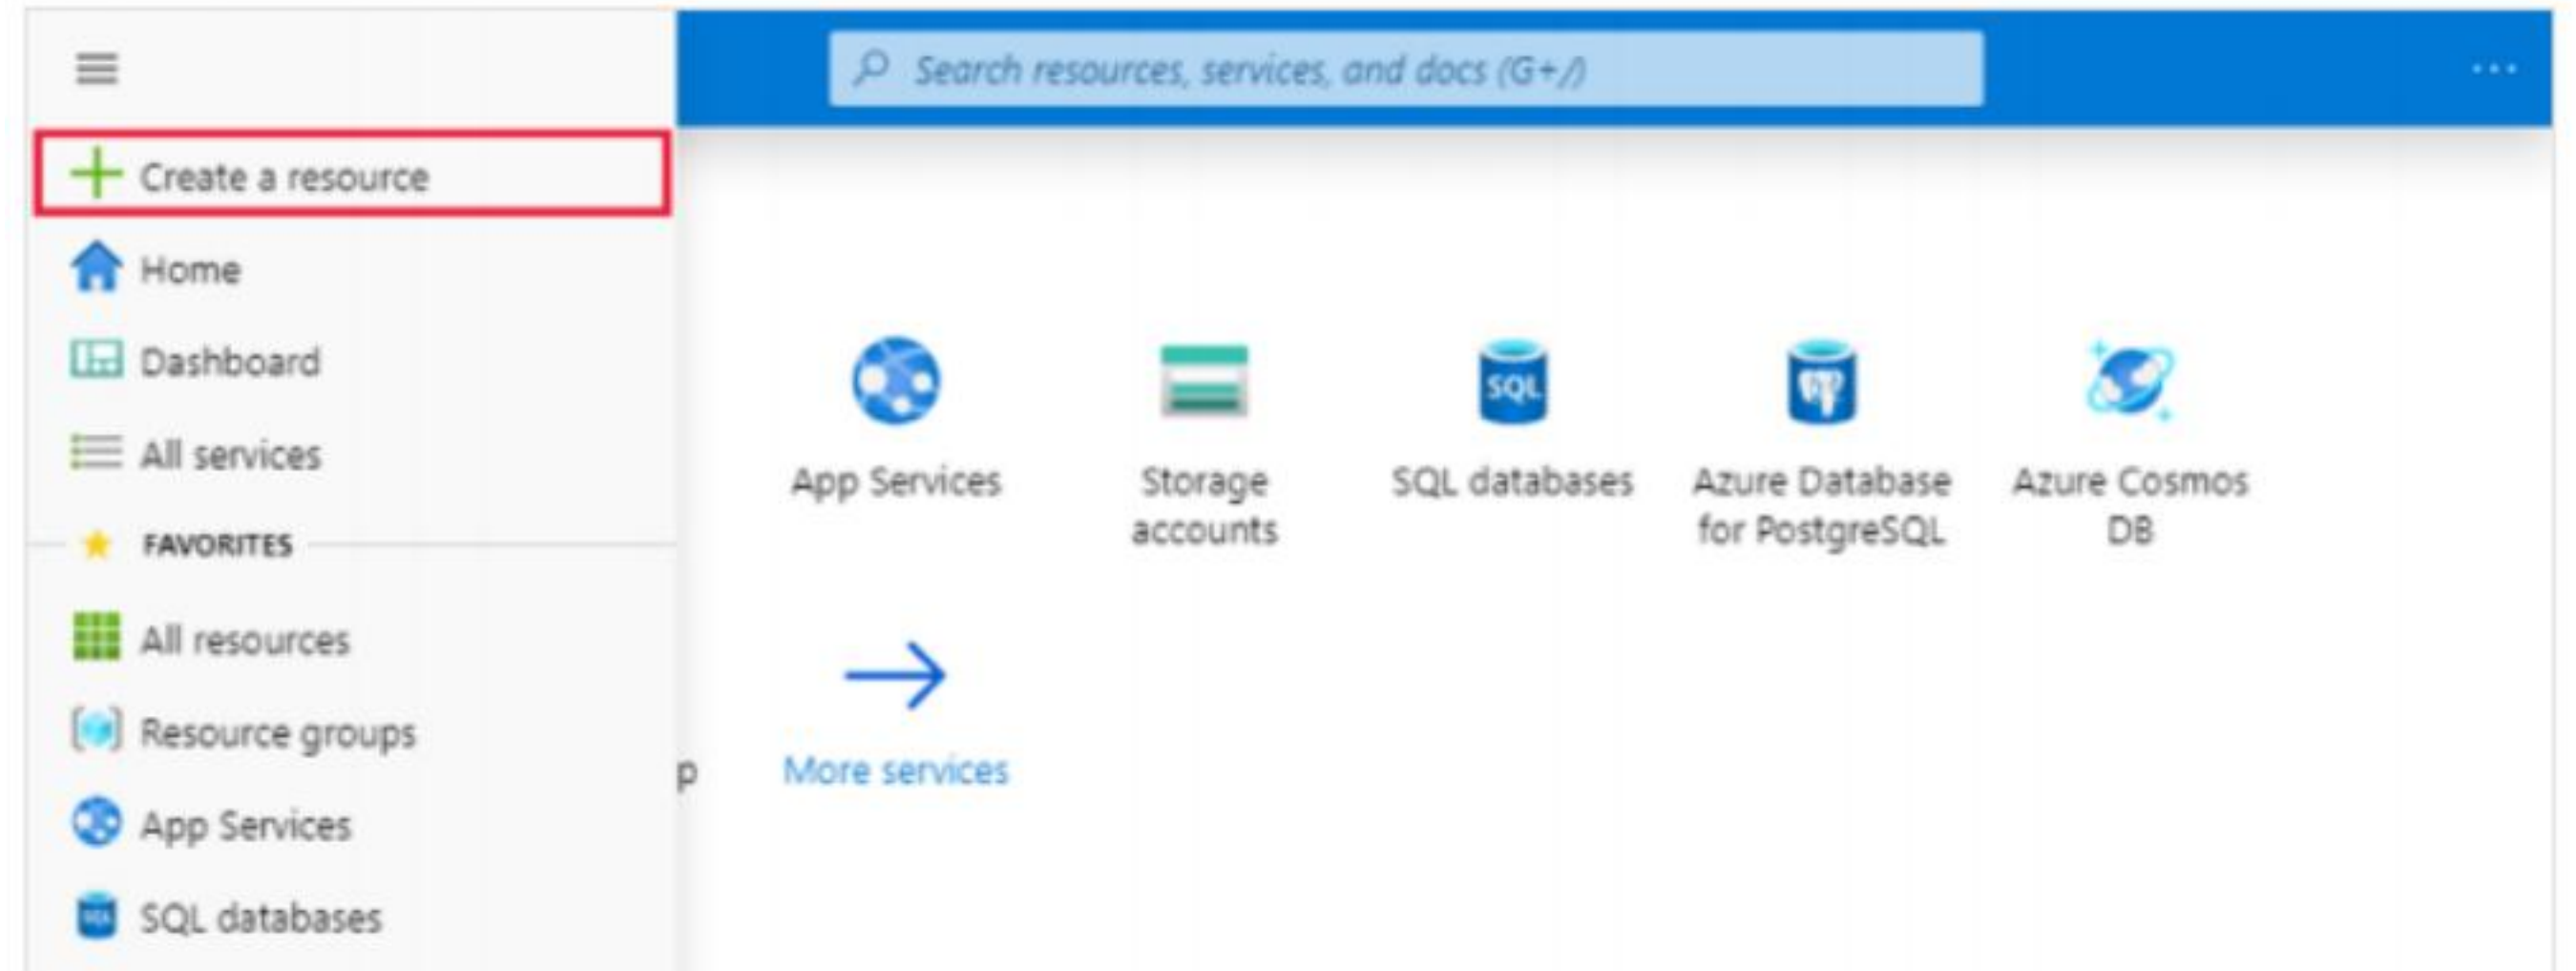 Search resources, services, and docs (G+/)
...
Create a resource
Home
Dashboard
All services
FAVORITES
All resources
Resource groups
App Services
SQL databases
App Services
Storage
accounts
SQL
SQL databases
Azure Database
for PostgreSQL
Azure Cosmos
DB
p
More services